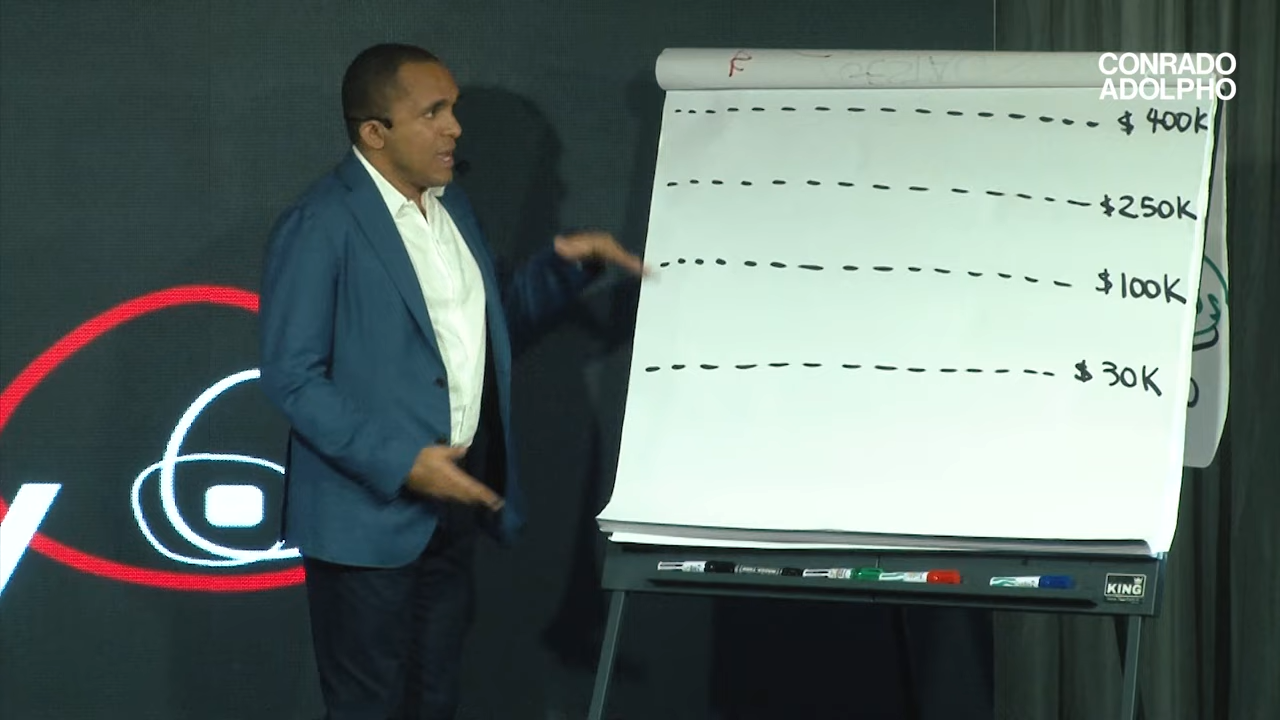 CONRADO
ADOLPHO
$ 400K
$250K
$100K
$ 30K
KING